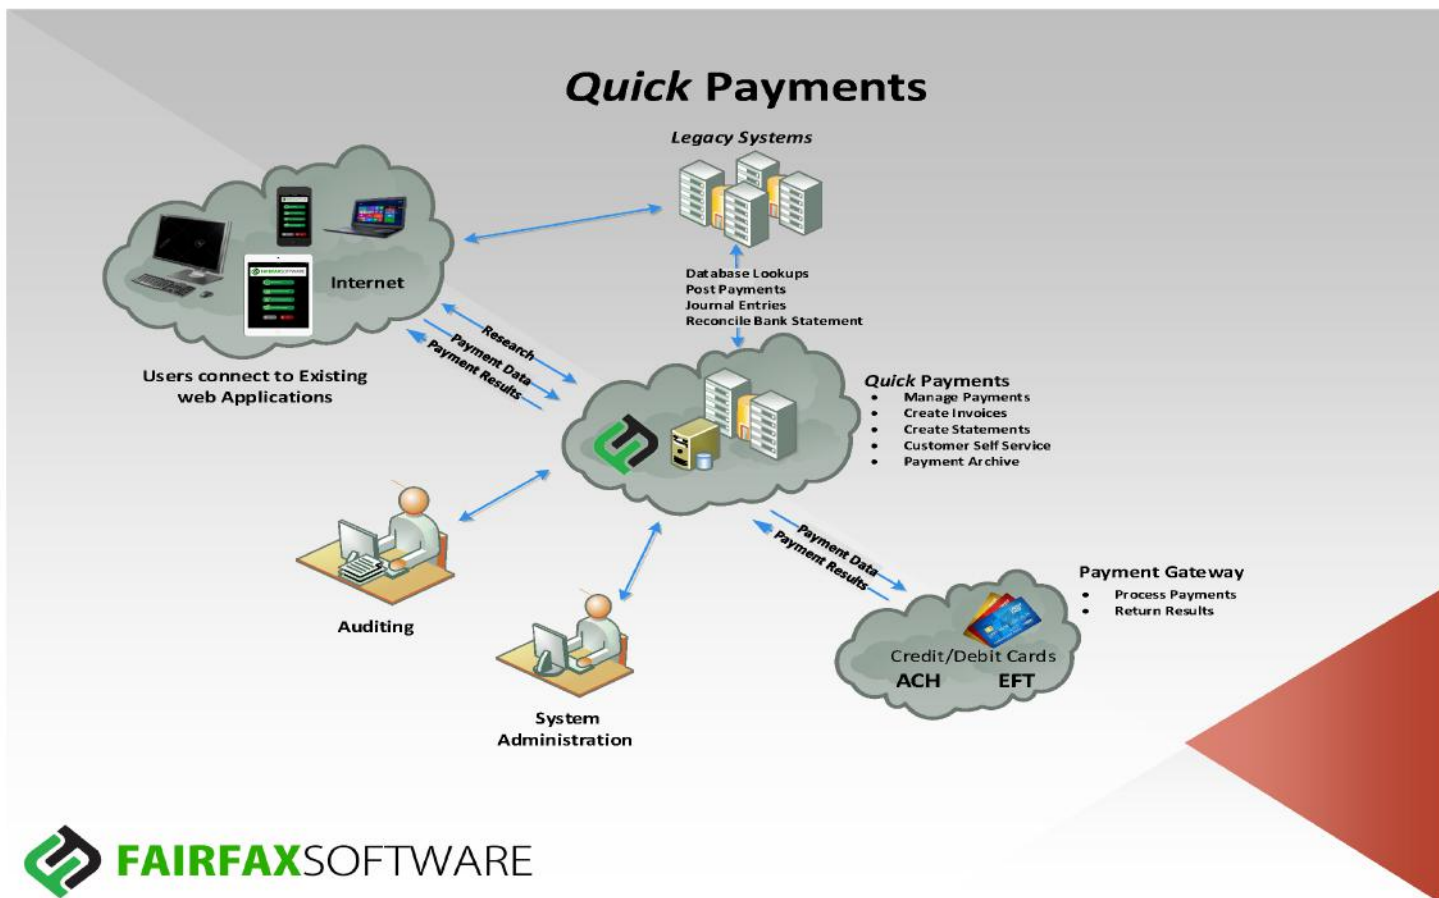 Quick Payments
Legacy Systems
Internet
FAIRFAXSOFTWARE
Users connect to Existing
web Applications
Database Lookups
Post Payments
Journal Entries
Reconcile Bank Statement
Research
Payment Data
Payment Results
Quick Payments
• Manage Payments
• Create Invoices
• Create Statements
• Customer Self Service
• Payment Archive
Auditing
System
Administration
Payment Data
Payment Results
Payment Gateway
• Process Payments
• Return Results
Credit/Debit Cards
ACH EFT
FAIRFAXSOFTWARE